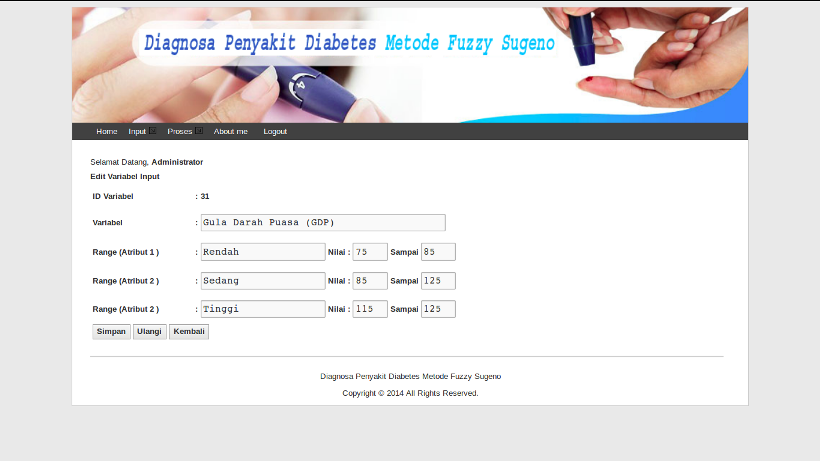 Diagnosa Penyakit Diabetes Metode Fuzzy Sugeno
Home Input Proses About me Logout
Selamat Datang, Administrator
Edit Variabel Input
ID Variabel : 31
Variabel : Gula Darah Puasa (GDP)
Range (Atribut 1 ) : Rendah Nilai : 75 Sampai 85
Range (Atribut 2 ) : Sedang Nilai : 85 Sampai 125
Range (Atribut 2 ) : Tinggi Nilai : 115 Sampai 125
Simpan Ulangi Kembali
Diagnosa Penyakit Diabetes Metode Fuzzy Sugeno
Copyright © 2014 All Rights Reserved.